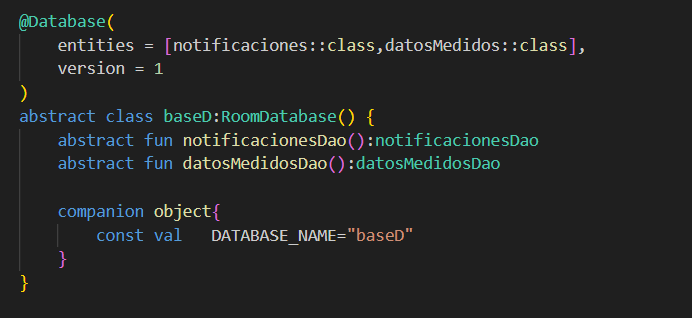 @Database(
    entities = [notificaciones::class,datosMedidos::class],
    version = 1
)
abstract class baseD:RoomDatabase() {
    abstract fun notificacionesDao():notificacionesDao
    abstract fun datosMedidosDao():datosMedidosDao

    companion object{
        const val   DATABASE_NAME="baseD"
    }
}